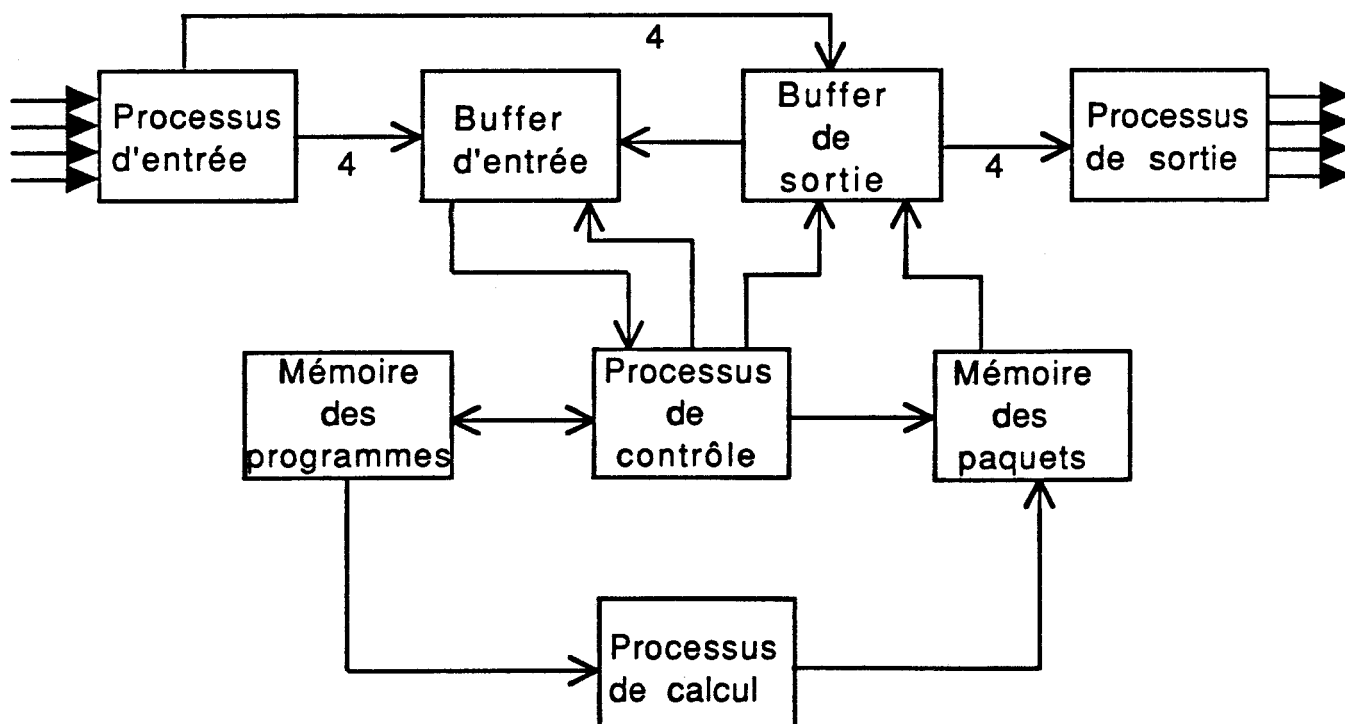 4
Processus
d'entrée
4
Buffer
d'entrée
Buffer
de
sortie
4
Processus
de sortie
Mémoire
des
programmes
Processus
de
contrôle
Mémoire
des
paquets
Processus
de calcul